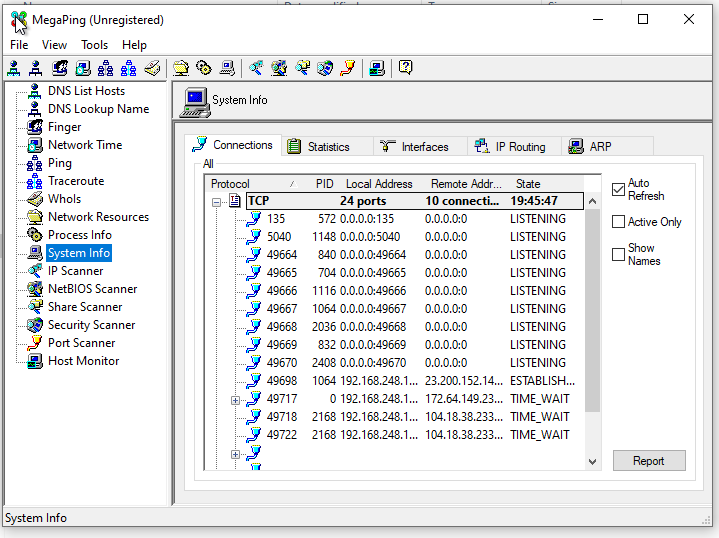 MegaPing (Unregistered)
File View Tools Help
DNS List Hosts
DNS Lookup Name
Finger
Network Time
Ping
Traceroute
WhoIs
Network Resources
Process Info
System Info
IP Scanner
NetBIOS Scanner
Share Scanner
Security Scanner
Port Scanner
Host Monitor
System Info
Connections Statistics Interfaces IP Routing ARP
All
Protocol PID Local Address Remote Addr... State
TCP 24 ports 10 connecti... 19:45:47
135 572 0.0.0.0:135 0.0.0.0:0 LISTENING
5040 1148 0.0.0.0:5040 0.0.0.0:0 LISTENING
49664 840 0.0.0.0:49664 0.0.0.0:0 LISTENING
49665 704 0.0.0.0:49665 0.0.0.0:0 LISTENING
49666 1116 0.0.0.0:49666 0.0.0.0:0 LISTENING
49667 1064 0.0.0.0:49667 0.0.0.0:0 LISTENING
49668 2036 0.0.0.0:49668 0.0.0.0:0 LISTENING
49669 832 0.0.0.0:49669 0.0.0.0:0 LISTENING
49670 2408 0.0.0.0:49670 0.0.0.0:0 LISTENING
49698 1064 192.168.248.1... 23.200.152.14... ESTABLISH...
49717 0 192.168.248.1... 172.64.149.23... TIME_WAIT
49718 2168 192.168.248.1... 104.18.38.233... TIME_WAIT
49722 2168 192.168.248.1... 104.18.38.233... TIME_WAIT
Auto
Refresh
Active Only
Show
Names
Report
System Info